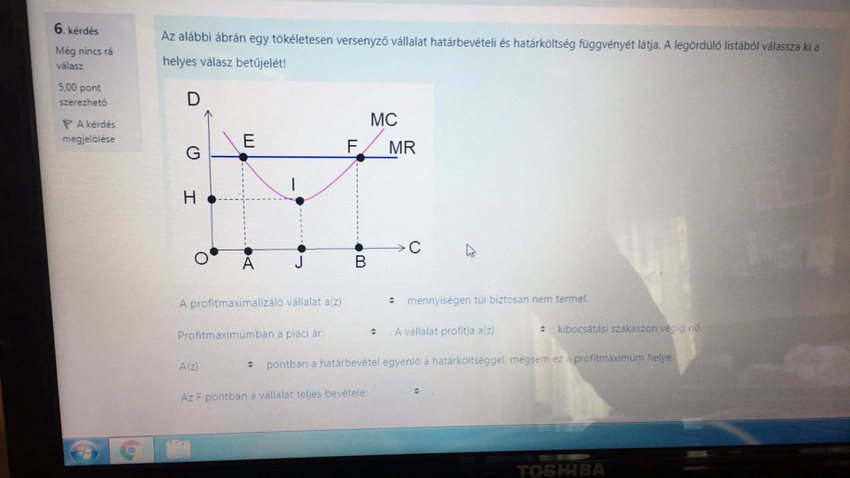 6. kérdés
Még nincs rá
válasz
5,00 pont
szerezhető
A kérdés
megjelölése
Az alábbi ábrán egy tökéletesen versenyző vállalat határbevételi és határköltség függvényét látja. A legördülő listából válassza ki a
helyes válasz betűjelét!
D
MC
E
F
MR
G
I
H
O
A
J
B
C
A profitmaximalizáló vállalat a(z) mennyiségen túl biztosan nem termel.
Profitmaximumban a piaci ár: . A vállalat profitja a(z) kibocsátási szakaszon végig nő.
A(z) pontban a határbevétel egyenlő a határköltséggel, mégsem ez a profitmaximum helye.
Az F pontban a vállalat teljes bevétele: .
TOSHIBA